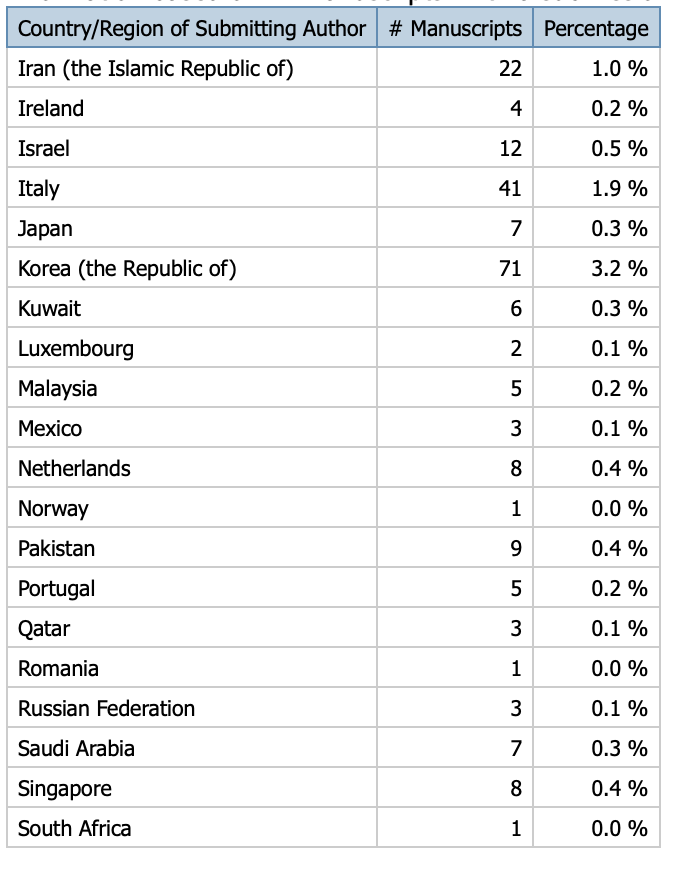 Country/Region of Submitting Author # Manuscripts Percentage
Iran (the Islamic Republic of) 22 1.0 %
Ireland 4 0.2 %
Israel 12 0.5 %
Italy 41 1.9 %
Japan 7 0.3 %
Korea (the Republic of) 71 3.2 %
Kuwait 6 0.3 %
Luxembourg 2 0.1 %
Malaysia 5 0.2 %
Mexico 3 0.1 %
Netherlands 8 0.4 %
Norway 1 0.0 %
Pakistan 9 0.4 %
Portugal 5 0.2 %
Qatar 3 0.1 %
Romania 1 0.0 %
Russian Federation 3 0.1 %
Saudi Arabia 7 0.3 %
Singapore 8 0.4 %
South Africa 1 0.0 %